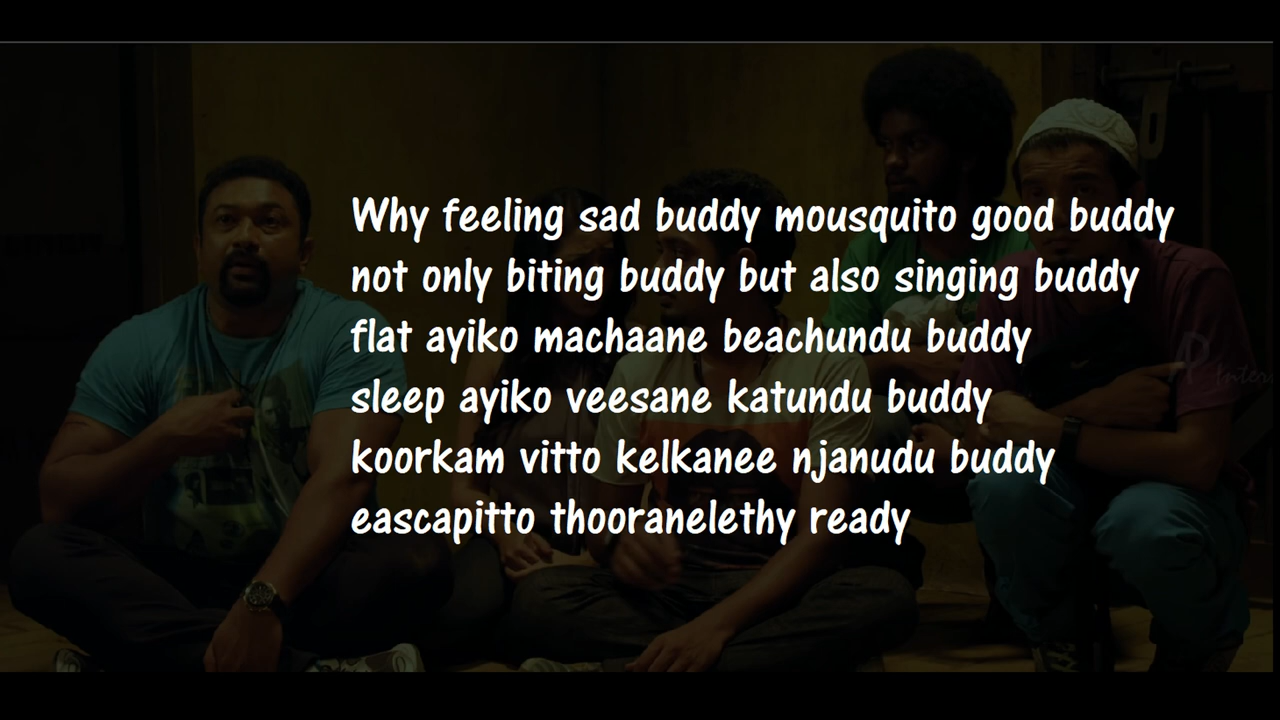 Why feeling sad buddy mousquito good buddy
not only biting buddy but also singing buddy
flat ayiko machaane beachundu buddy
sleep ayiko veesane katundu buddy
koorkam vitto kelkanee njanudu buddy
eascapitto thooranelethy ready